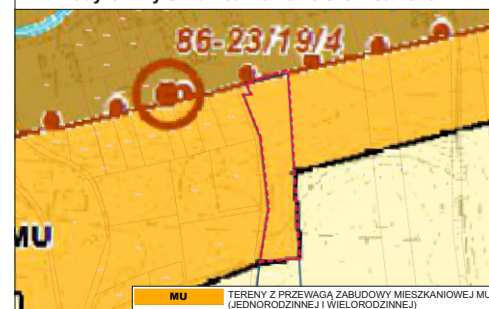 86-23/19/4
MU
MU TERENY Z PRZEWAGĄ ZABUDOWY MIESZKANIOWEJ MU
(JEDNORODZINNEJ I WIELORODZINNEJ)